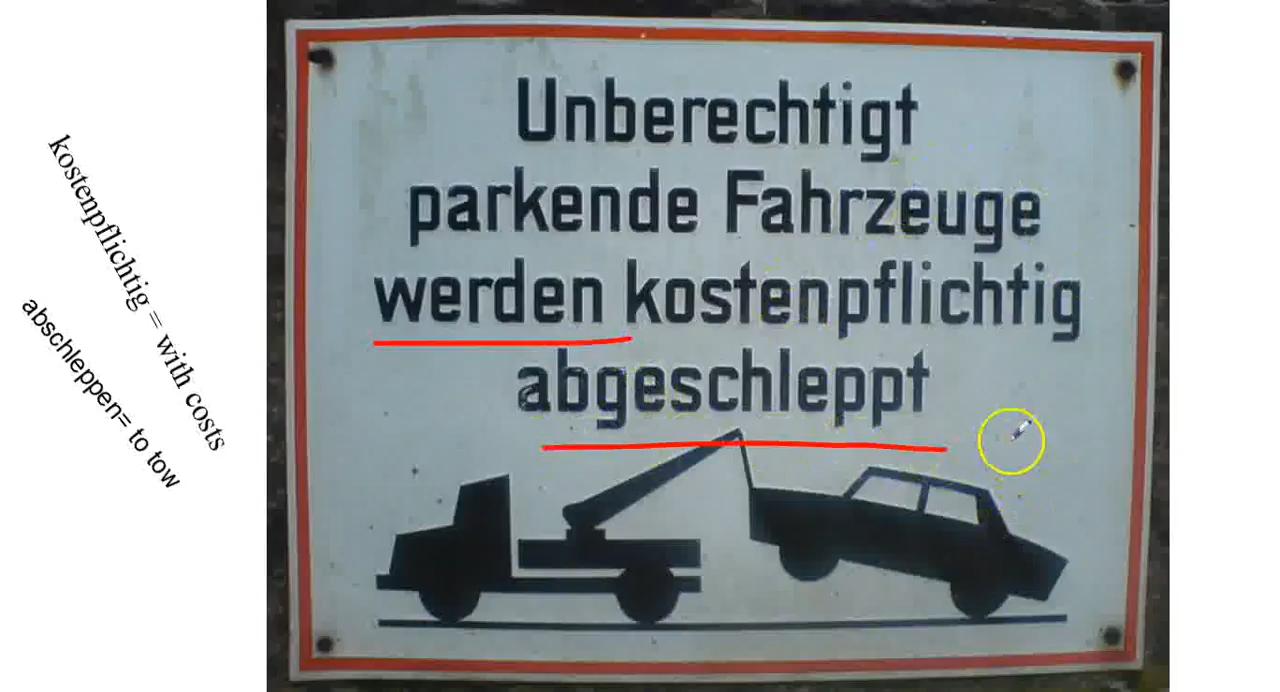 Unberechtigt
parkende Fahrzeuge
werden kostenpflichtig
abgeschleppt
kostenpflichtig = with costs
abschleppen= to tow